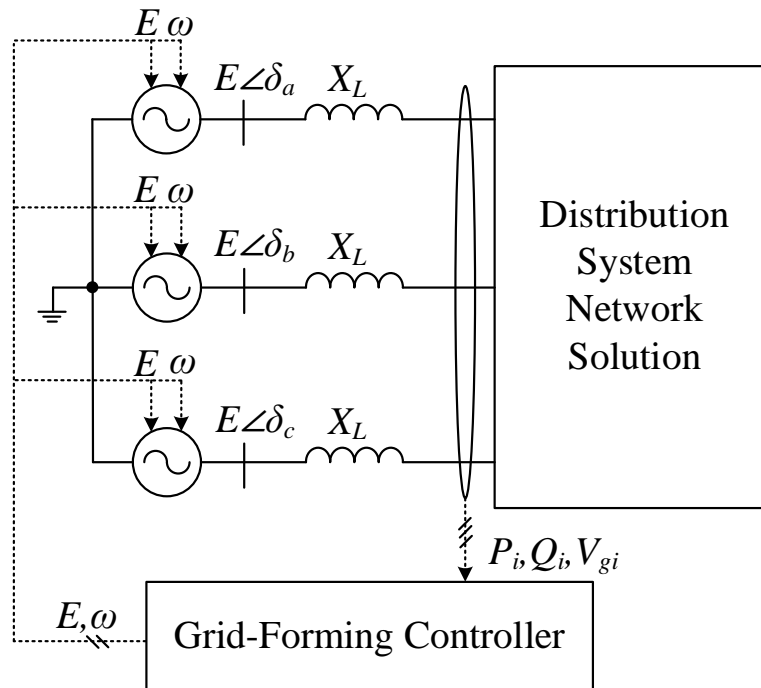 E ω
E∠δa
XL
E ω
E∠δb
XL
E ω
E∠δc
XL
Distribution
System
Network
Solution
Pi,Qi,Vgi
E,ω
Grid-Forming Controller